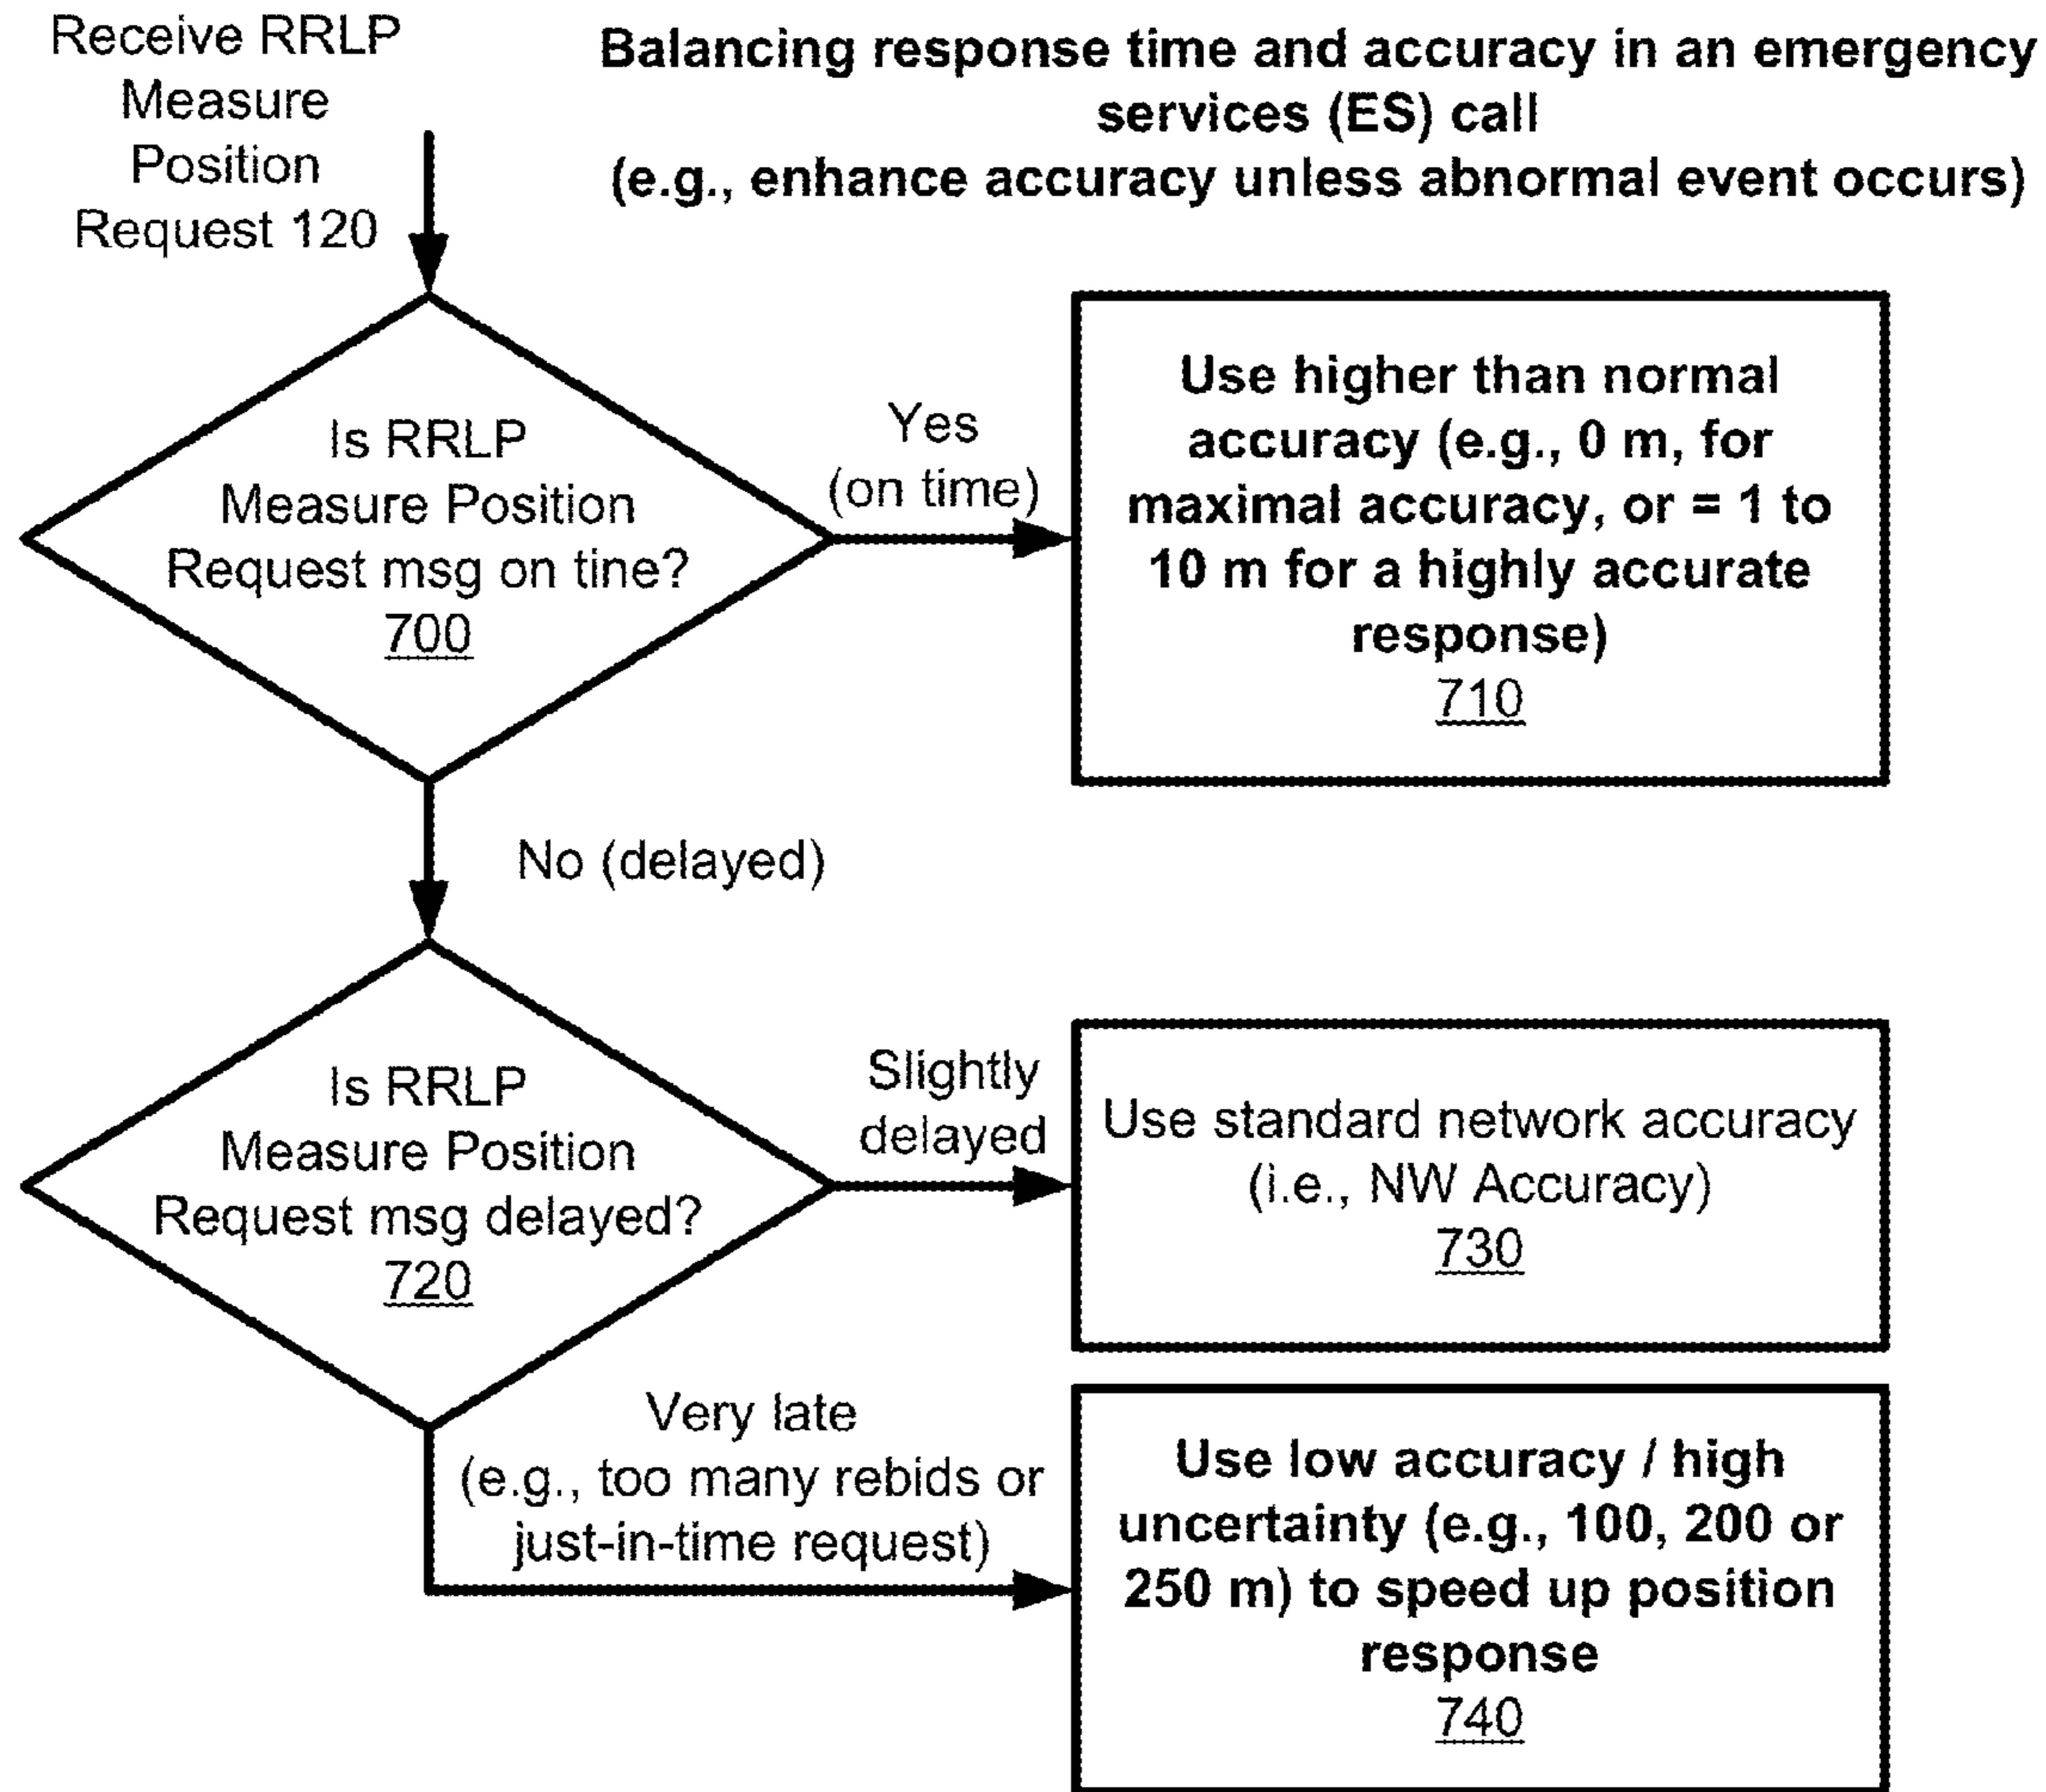 Receive RRLP
Measure
Position
Request 120
Balancing response time and accuracy in an emergency
services (ES) call
(e.g., enhance accuracy unless abnormal event occurs)
Is RRLP
Measure Position
Request msg on tine?
700
Yes
(on time)
Use higher than normal
accuracy (e.g., 0 m, for
maximal accuracy, or = 1 to
10 m for a highly accurate
response)
710
No (delayed)
Is RRLP
Measure Position
Request msg delayed?
720
Slightly
delayed
Use standard network accuracy
(i.e., NW Accuracy)
730
Very late
(e.g., too many rebids or
just-in-time request)
Use low accuracy / high
uncertainty (e.g., 100, 200 or
250 m) to speed up position
response
740